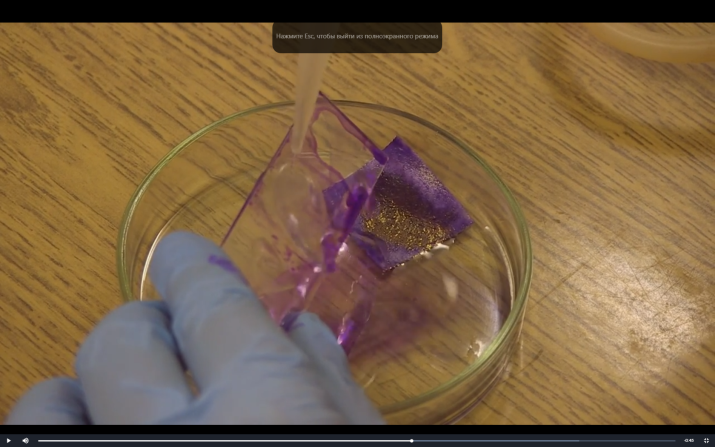 Нажмите Esc, чтобы выйти из полноэкранного режима